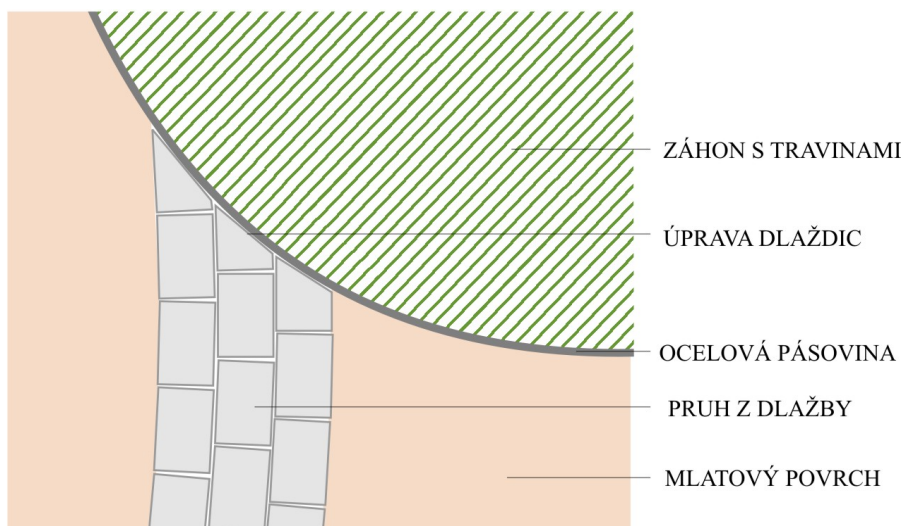 ZÁHON S TRAVINAMI
ÚPRAVA DLAŽDIC
OCELOVÁ PÁSOVINA
PRUH Z DLAŽBY
MLATOVÝ POVRCH